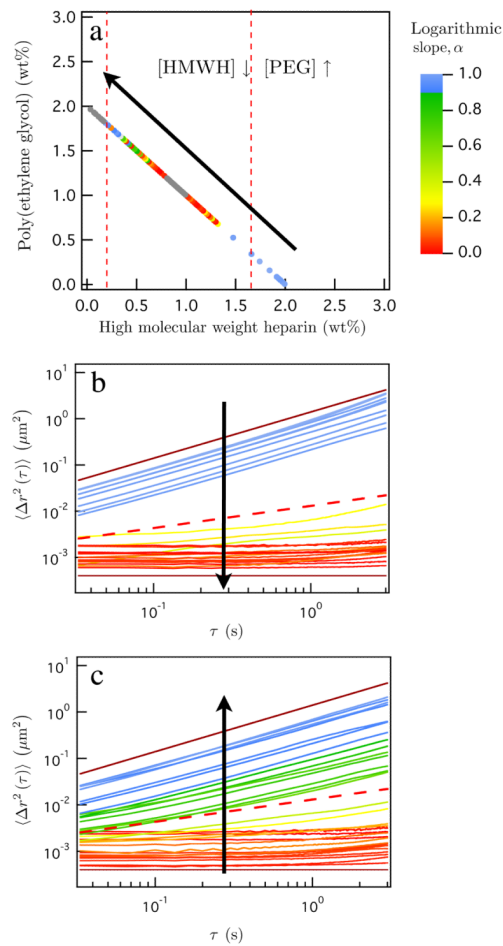 a
[HMWH] ↓ [PEG] ↑
Poly(ethylene glycol) (wt%)
3.0
2.5
2.0
1.5
1.0
0.5
0.0
0.0 0.5 1.0 1.5 2.0 2.5 3.0
High molecular weight heparin (wt%)
Logarithmic
slope, α
1.0
0.8
0.6
0.4
0.2
0.0
b
⟨Δr² (τ)⟩ (μm²)
10¹
10⁰
10⁻¹
10⁻²
10⁻³
10⁻¹ 10⁰
τ (s)
c
⟨Δr² (τ)⟩ (μm²)
10¹
10⁰
10⁻¹
10⁻²
10⁻³
10⁻¹ 10⁰
τ (s)